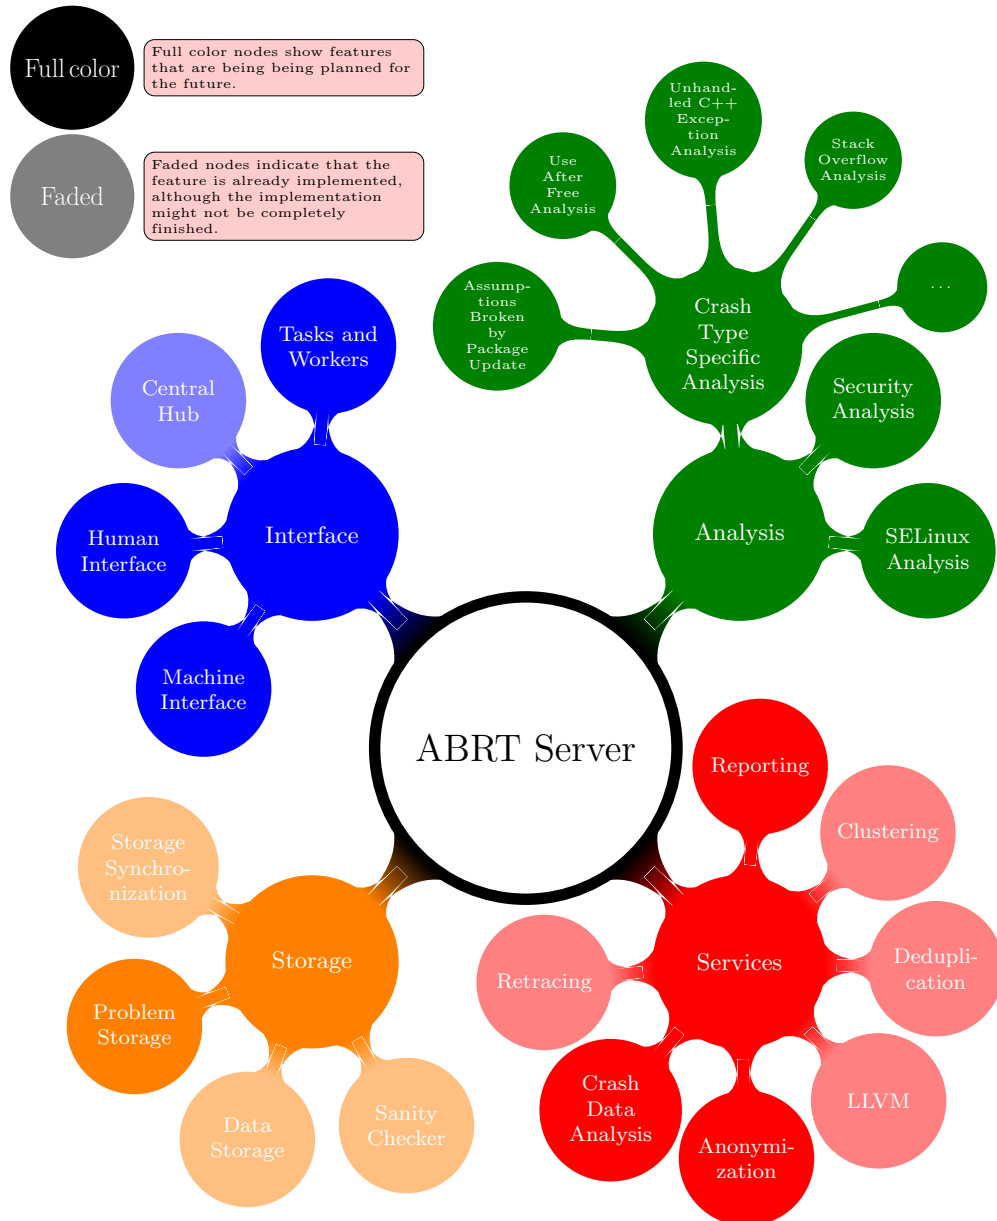 Full color
Full color nodes show features
that are being being planned for
the future.
Faded
Faded nodes indicate that the
feature is already implemented,
although the implementation
might not be completely
finished.
Unhand-
led C++
Excep-
tion
Analysis
Stack
Overflow
Analysis
Use
After
Free
Analysis
Assump-
tions
Broken
by
Package
Update
. . .
Crash
Type
Specific
Analysis
Security
Analysis
SELinux
Analysis
Analysis
Tasks and
Workers
Central
Hub
Human
Interface
Machine
Interface
Interface
ABRT Server
Storage
Synchro-
nization
Problem
Storage
Data
Storage
Sanity
Checker
Storage
Reporting
Clustering
Dedupli-
cation
LLVM
Anonymi-
zation
Crash
Data
Analysis
Retracing
Services